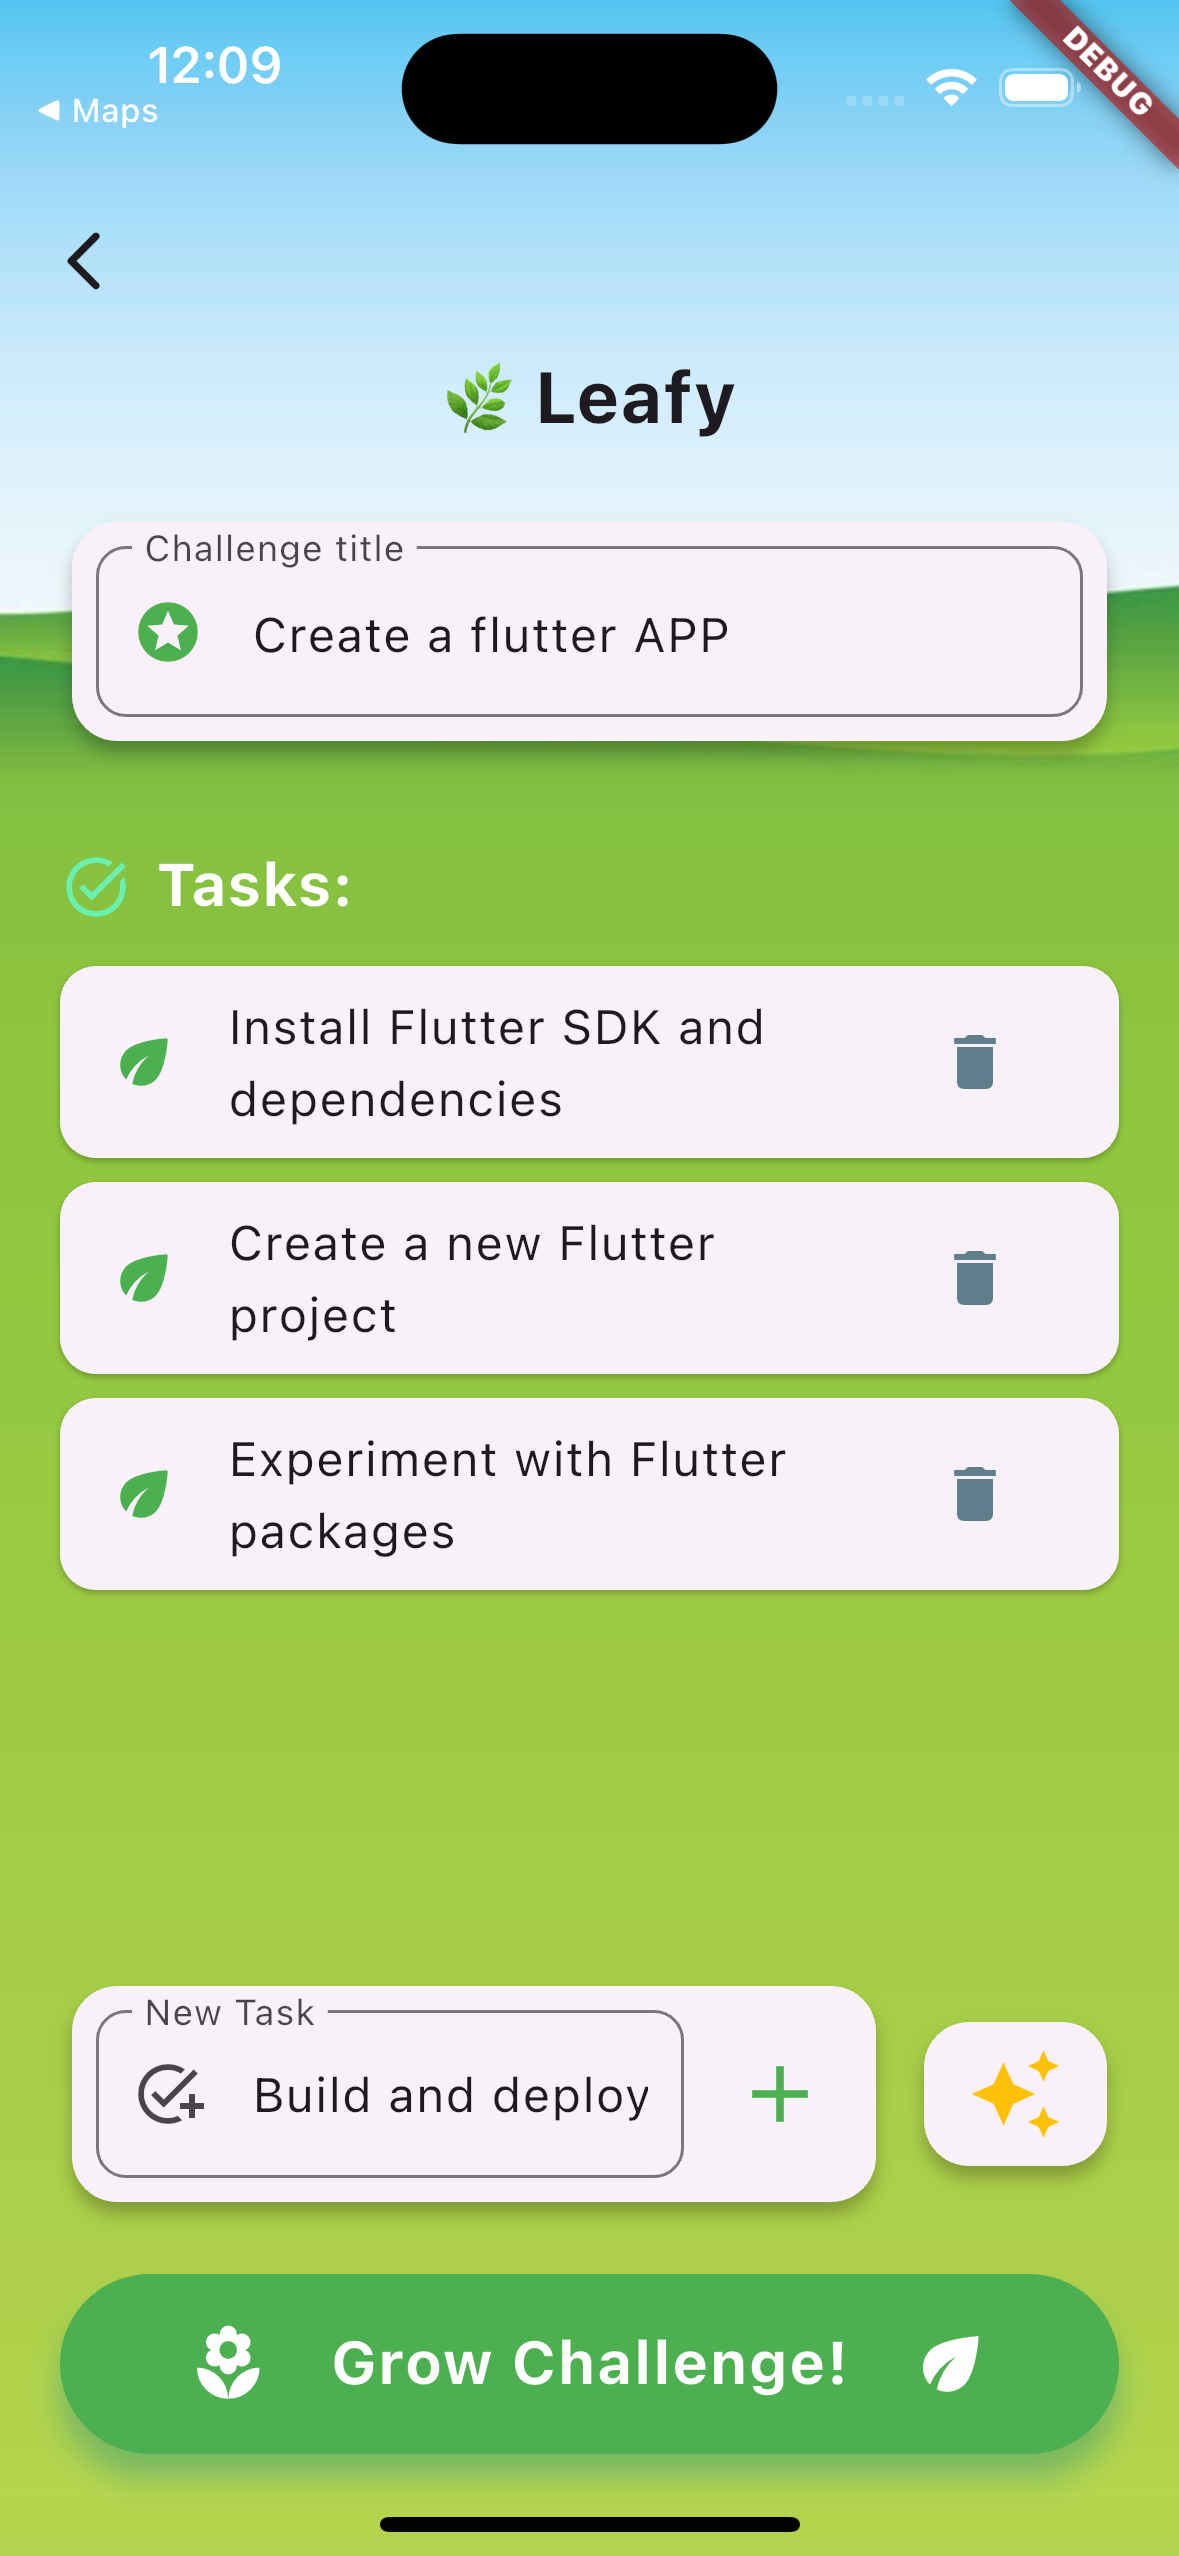 12:09
DEBUG
Maps
Leafy
Challenge title
Create a flutter APP
Tasks:
Install Flutter SDK and
dependencies
Create a new Flutter
project
Experiment with Flutter
packages
New Task
Build and deploy
Grow Challenge!